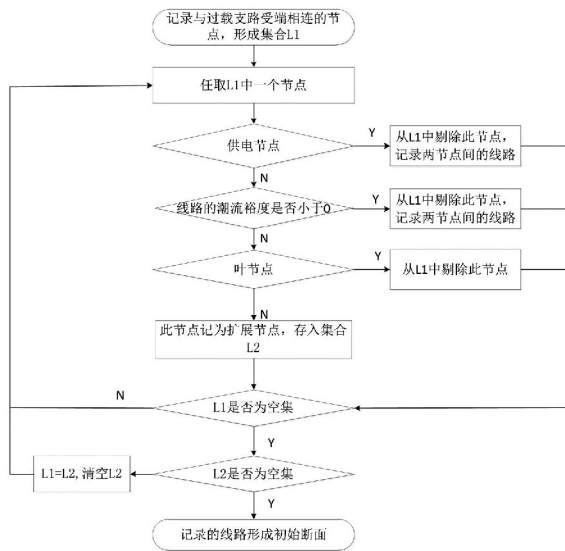 记录与过载支路受端相连的节
点，形成集合L1
任取L1中一个节点
供电节点
Y
从L1中剔除此节点，
记录两节点间的线路
N
线路的潮流裕度是否小于0
Y
从L1中剔除此节点，
记录两节点间的线路
N
叶节点
Y
从L1中剔除此节点
N
此节点记为扩展节点，存入集合
L2
N
L1是否为空集
Y
L1=L2,清空L2
N
L2是否为空集
Y
记录的线路形成初始断面